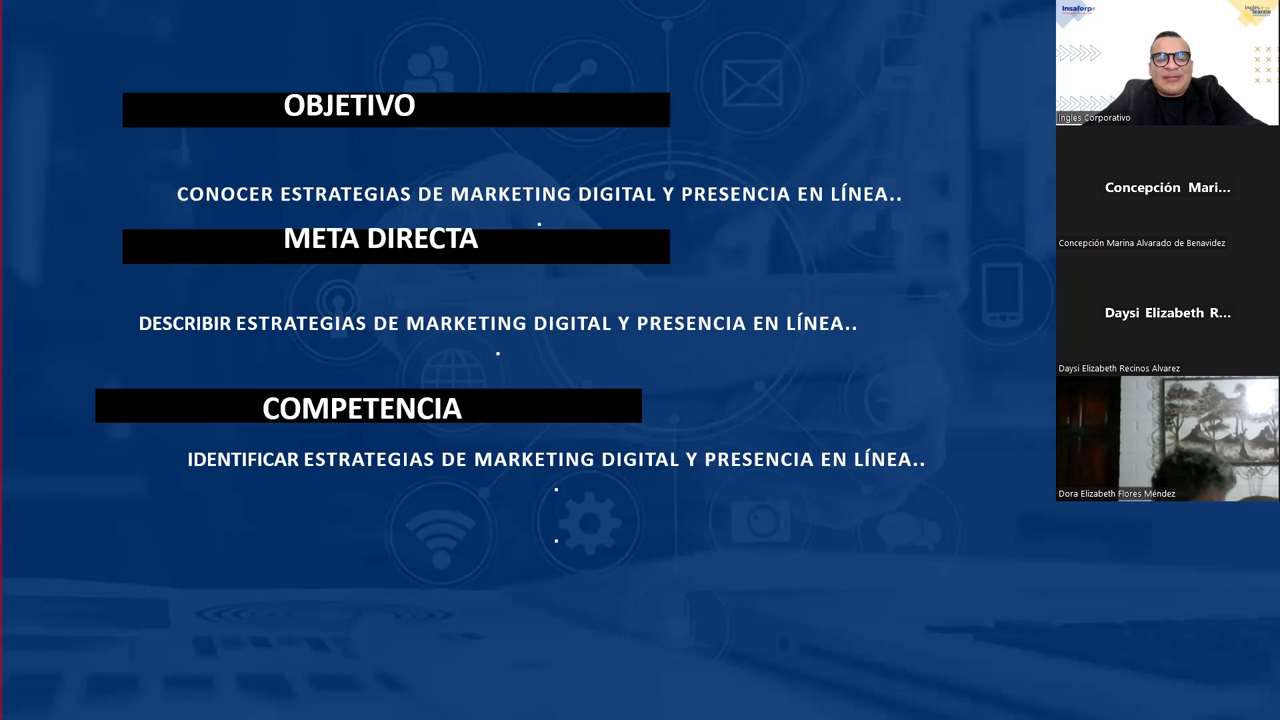 OBJETIVO
CONOCER ESTRATEGIAS DE MARKETING DIGITAL Y PRESENCIA EN LÍNEA..
.
META DIRECTA
DESCRIBIR ESTRATEGIAS DE MARKETING DIGITAL Y PRESENCIA EN LÍNEA..
.
COMPETENCIA
IDENTIFICAR ESTRATEGIAS DE MARKETING DIGITAL Y PRESENCIA EN LÍNEA..
.
.
Insaforp
Ingles Corporativo
Concepción Mari...
Concepción Marina Alvarado de Benavidez
Daysi Elizabeth R...
Daysi Elizabeth Recinos Alvarez
Dora Elizabeth Flores Méndez